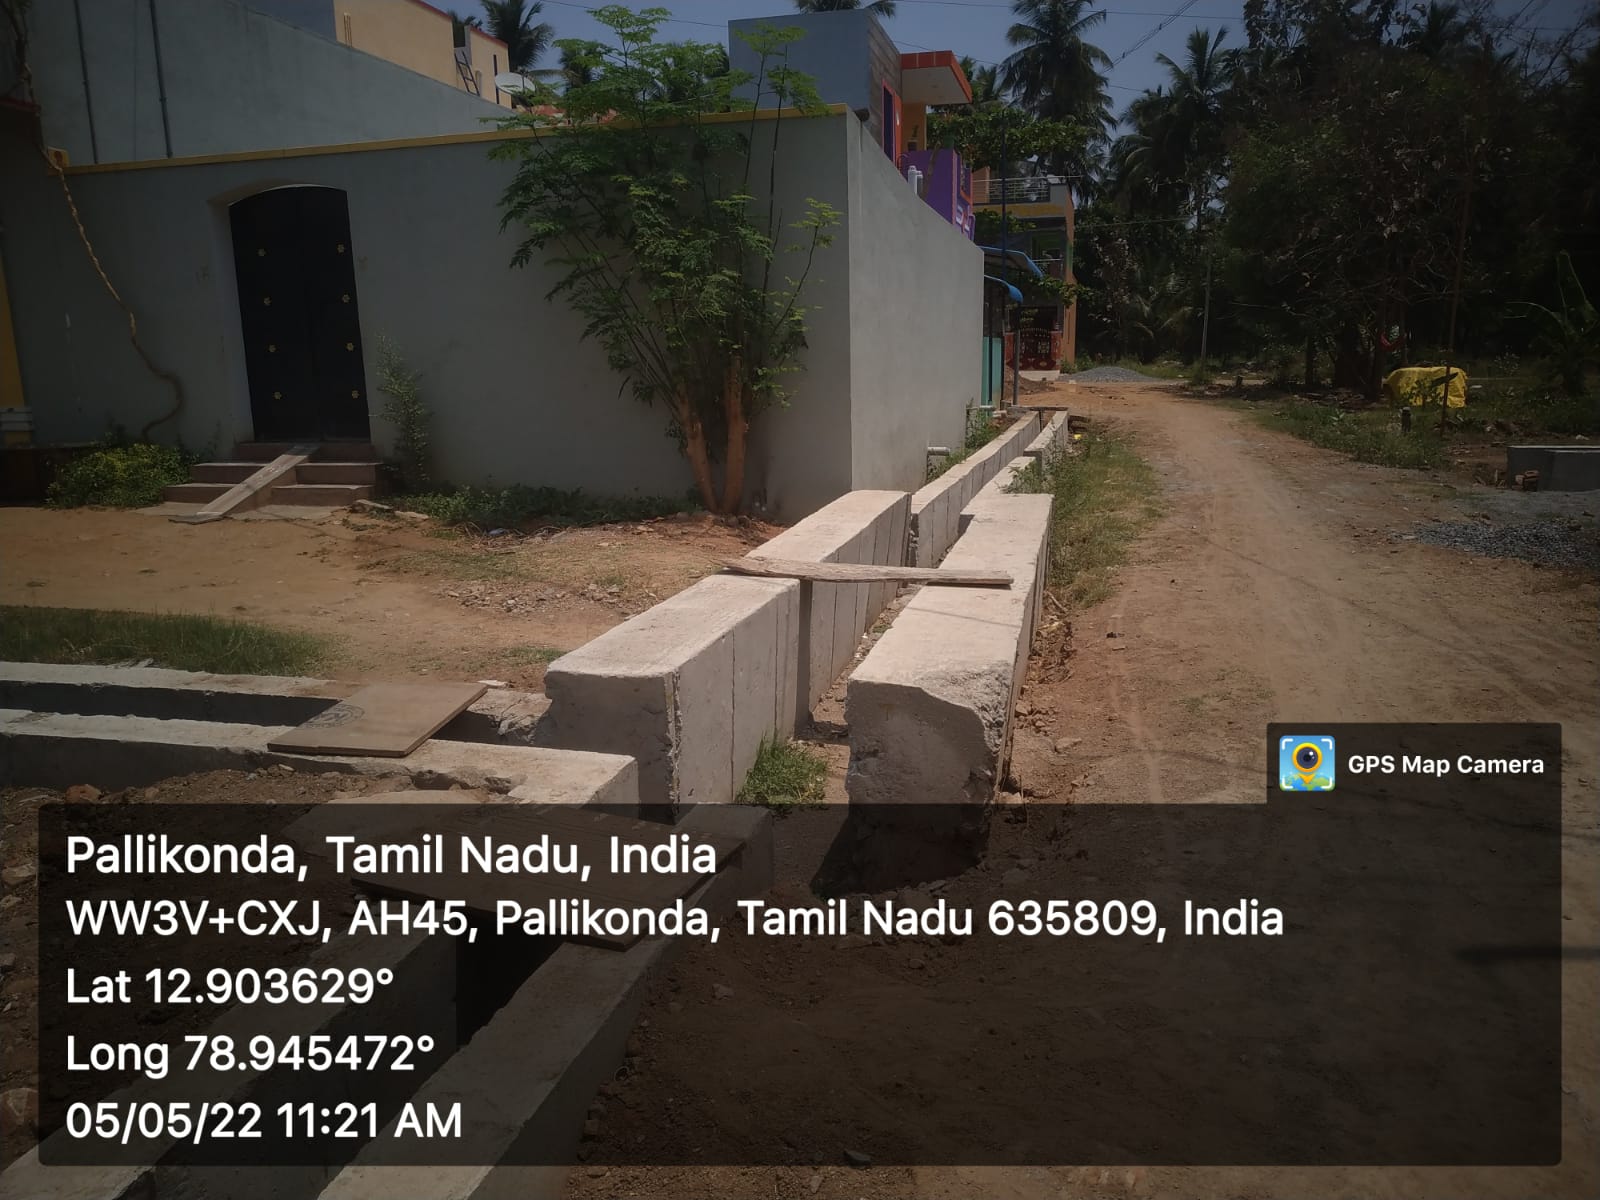 GPS Map Camera
Pallikonda, Tamil Nadu, India
WW3V+CXJ, AH45, Pallikonda, Tamil Nadu 635809, India
Lat 12.903629°
Long 78.945472°
05/05/22 11:21 AM